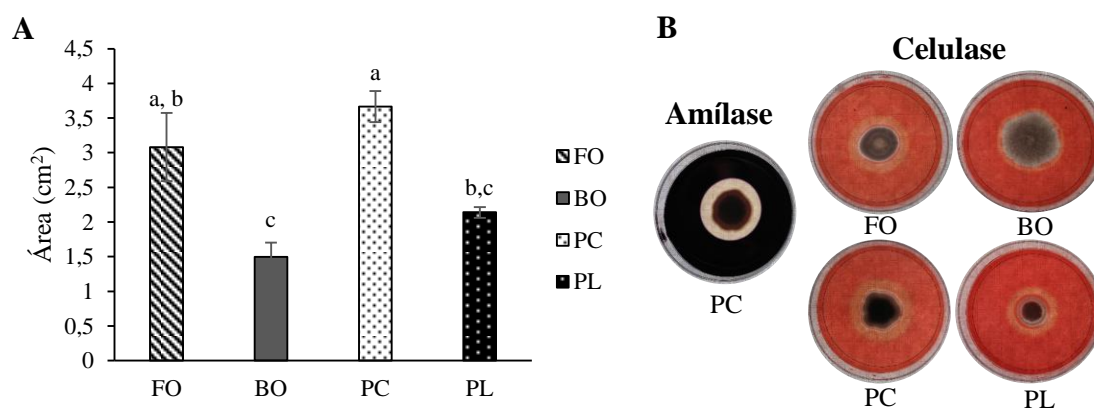 A
Área (cm²)
4,5
4
3,5
3
2,5
2
1,5
1
0,5
0
a, b
c
a
b,c
FO
BO
PC
PL
FO
BO
PC
PL
B
Celulase
Amílase
FO
BO
PC
PC
PL